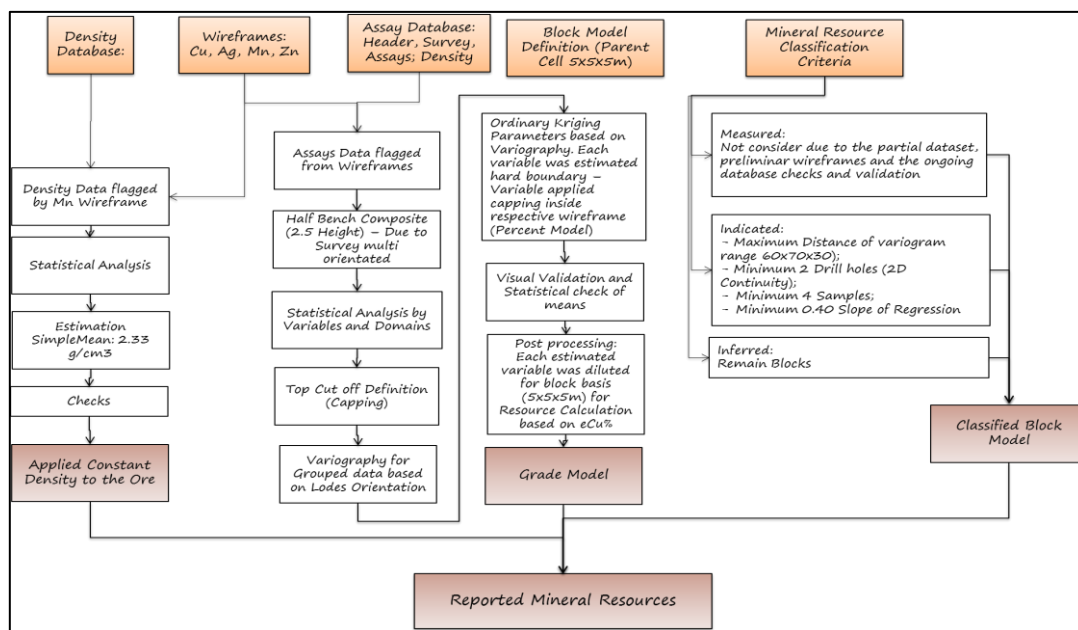 Density
Database:
Wireframes:
Cu, Ag, Mn, Zn
Assay Database:
Header, Survey,
Assays; Density
Block Model
Definition (Parent
Cell 5x5x5m)
Mineral Resource
Classification
Criteria
Density Data flagged
by Mn Wireframe
Statistical Analysis
Estimation
SimpleMean: 2.33
g/cm3
Checks
Applied Constant
Density to the Ore
Assays Data flagged
from Wireframes
Half Bench Composite
(2.5 Height) – Due to
Survey multi
orientated
Statistical Analysis by
Variables and Domains
Top Cut off Definition
(Capping)
Variography for
Grouped data based
on Lodes Orientation
Ordinary Kriging
Parameters based on
Variography. Each
variable was estimated
hard boundary –
Variable applied
capping inside
respective wireframe
(Percent Model)
Visual Validation and
Statistical check of
means
Post processing:
Each estimated
variable was diluted
for block basis
(5x5x5m) for
Resource Calculation
based on eCu%
Grade Model
Measured:
Not consider due to the partial dataset,
preliminar wireframes and the ongoing
database checks and validation
Indicated:
- Maximum Distance of variogram
range 60x70x30);
- Minimum 2 Drill holes (2D
Continuity);
- Minimum 4 Samples;
- Minimum 0.40 Slope of Regression
Inferred:
Remain Blocks
Classified Block
Model
Reported Mineral Resources